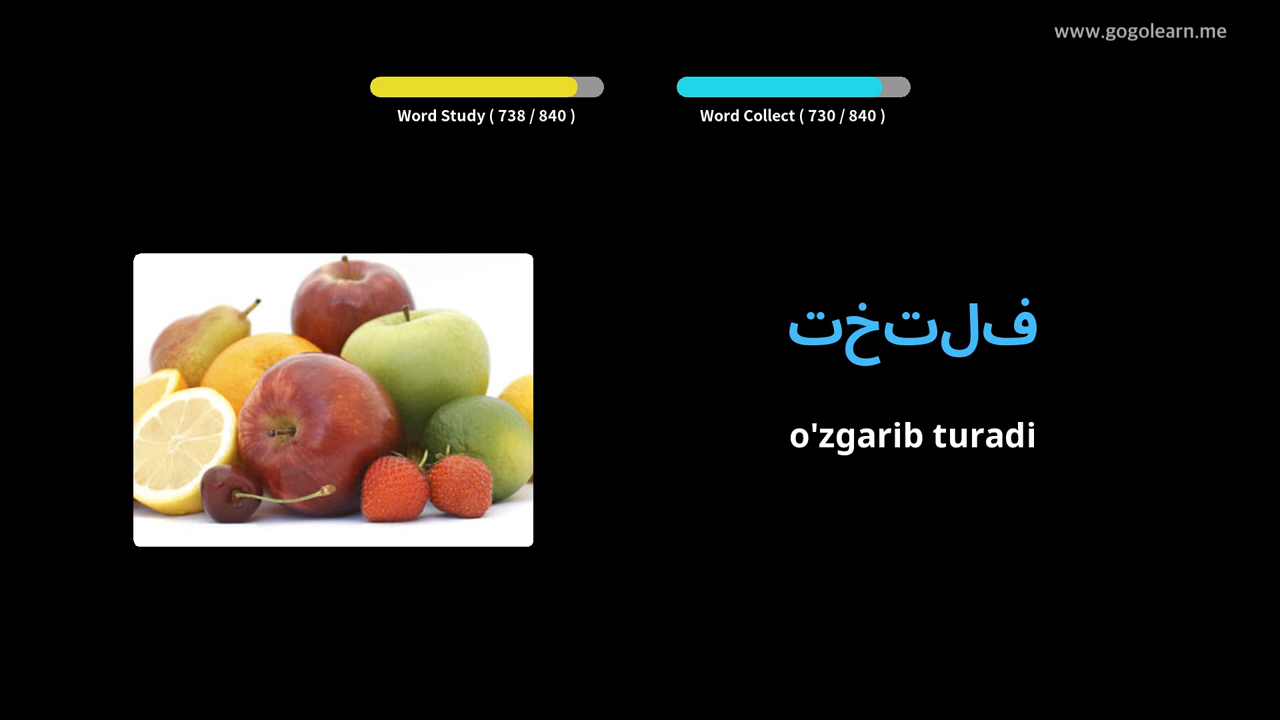 www.gogolearn.me
Word Study ( 738 / 840 )
Word Collect ( 730 / 840 )
تختلف
o'zgarib turadi